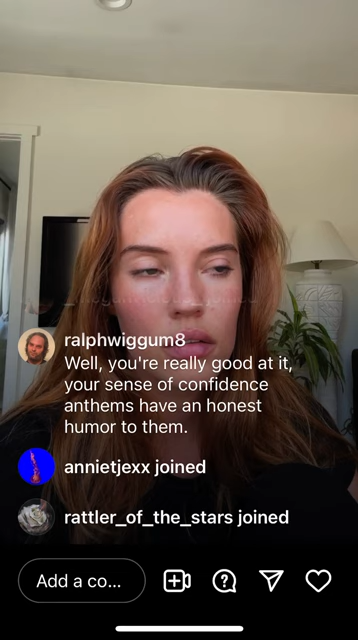 ralphwiggum8
Well, you're really good at it,
your sense of confidence
anthems have an honest
humor to them.
annietjexx joined
rattler_of_the_stars joined
Add a co...